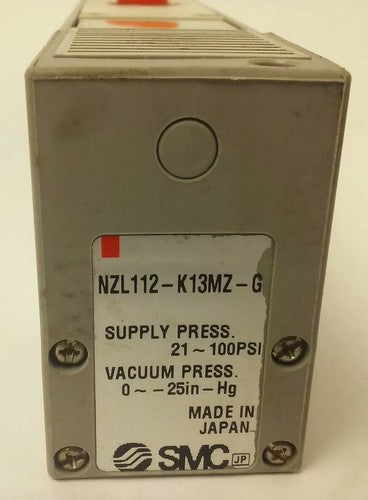 NZL112-K13MZ-G
SUPPLY PRESS.
21~100PSI
VACUUM PRESS.
0~-25in-Hg
MADE IN
JAPAN
SMC JP